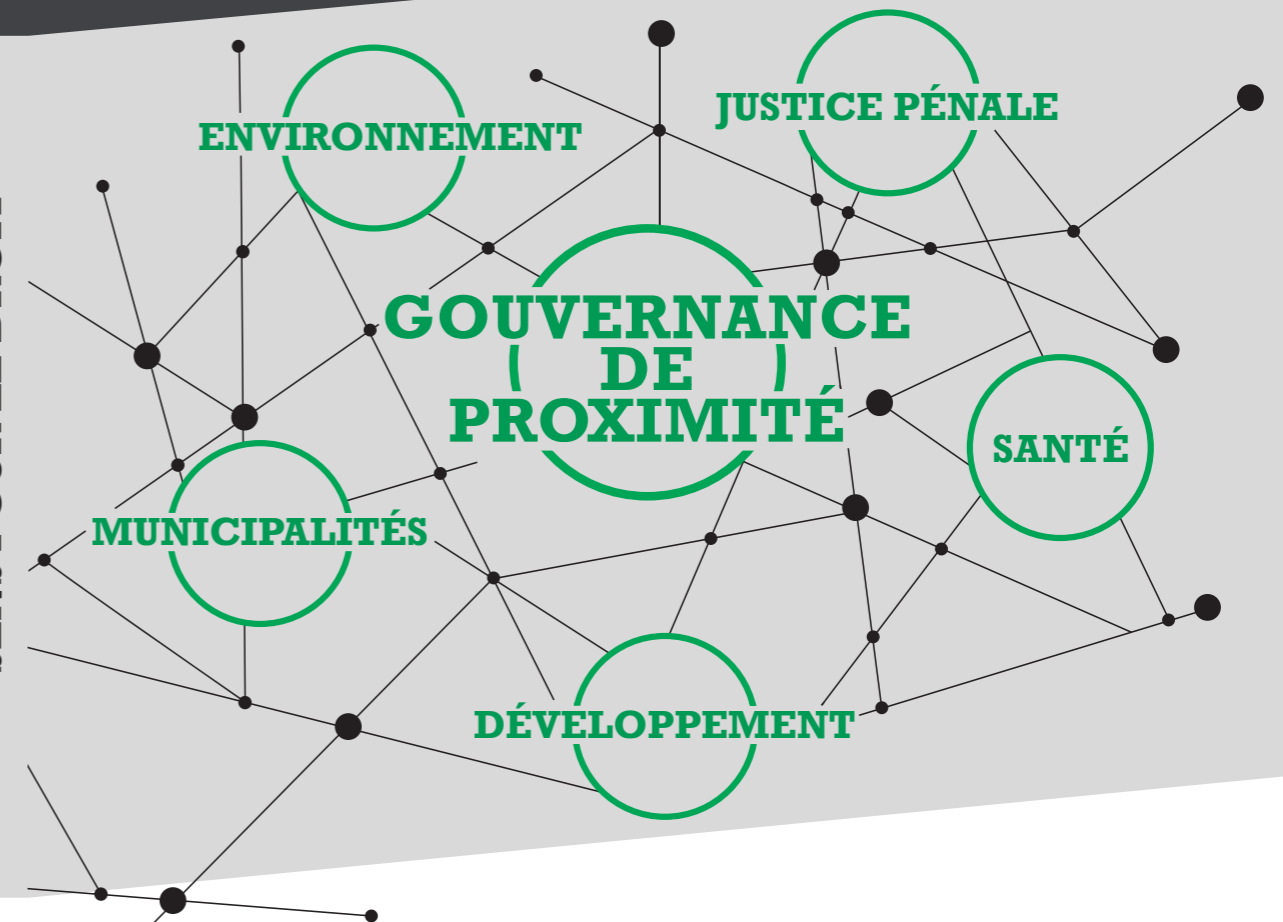 JUSTICE PÉNALE
ENVIRONNEMENT
GOUVERNANCE
DE
PROXIMITÉ
SANTÉ
MUNICIPALITÉS
DÉVELOPPEMENT